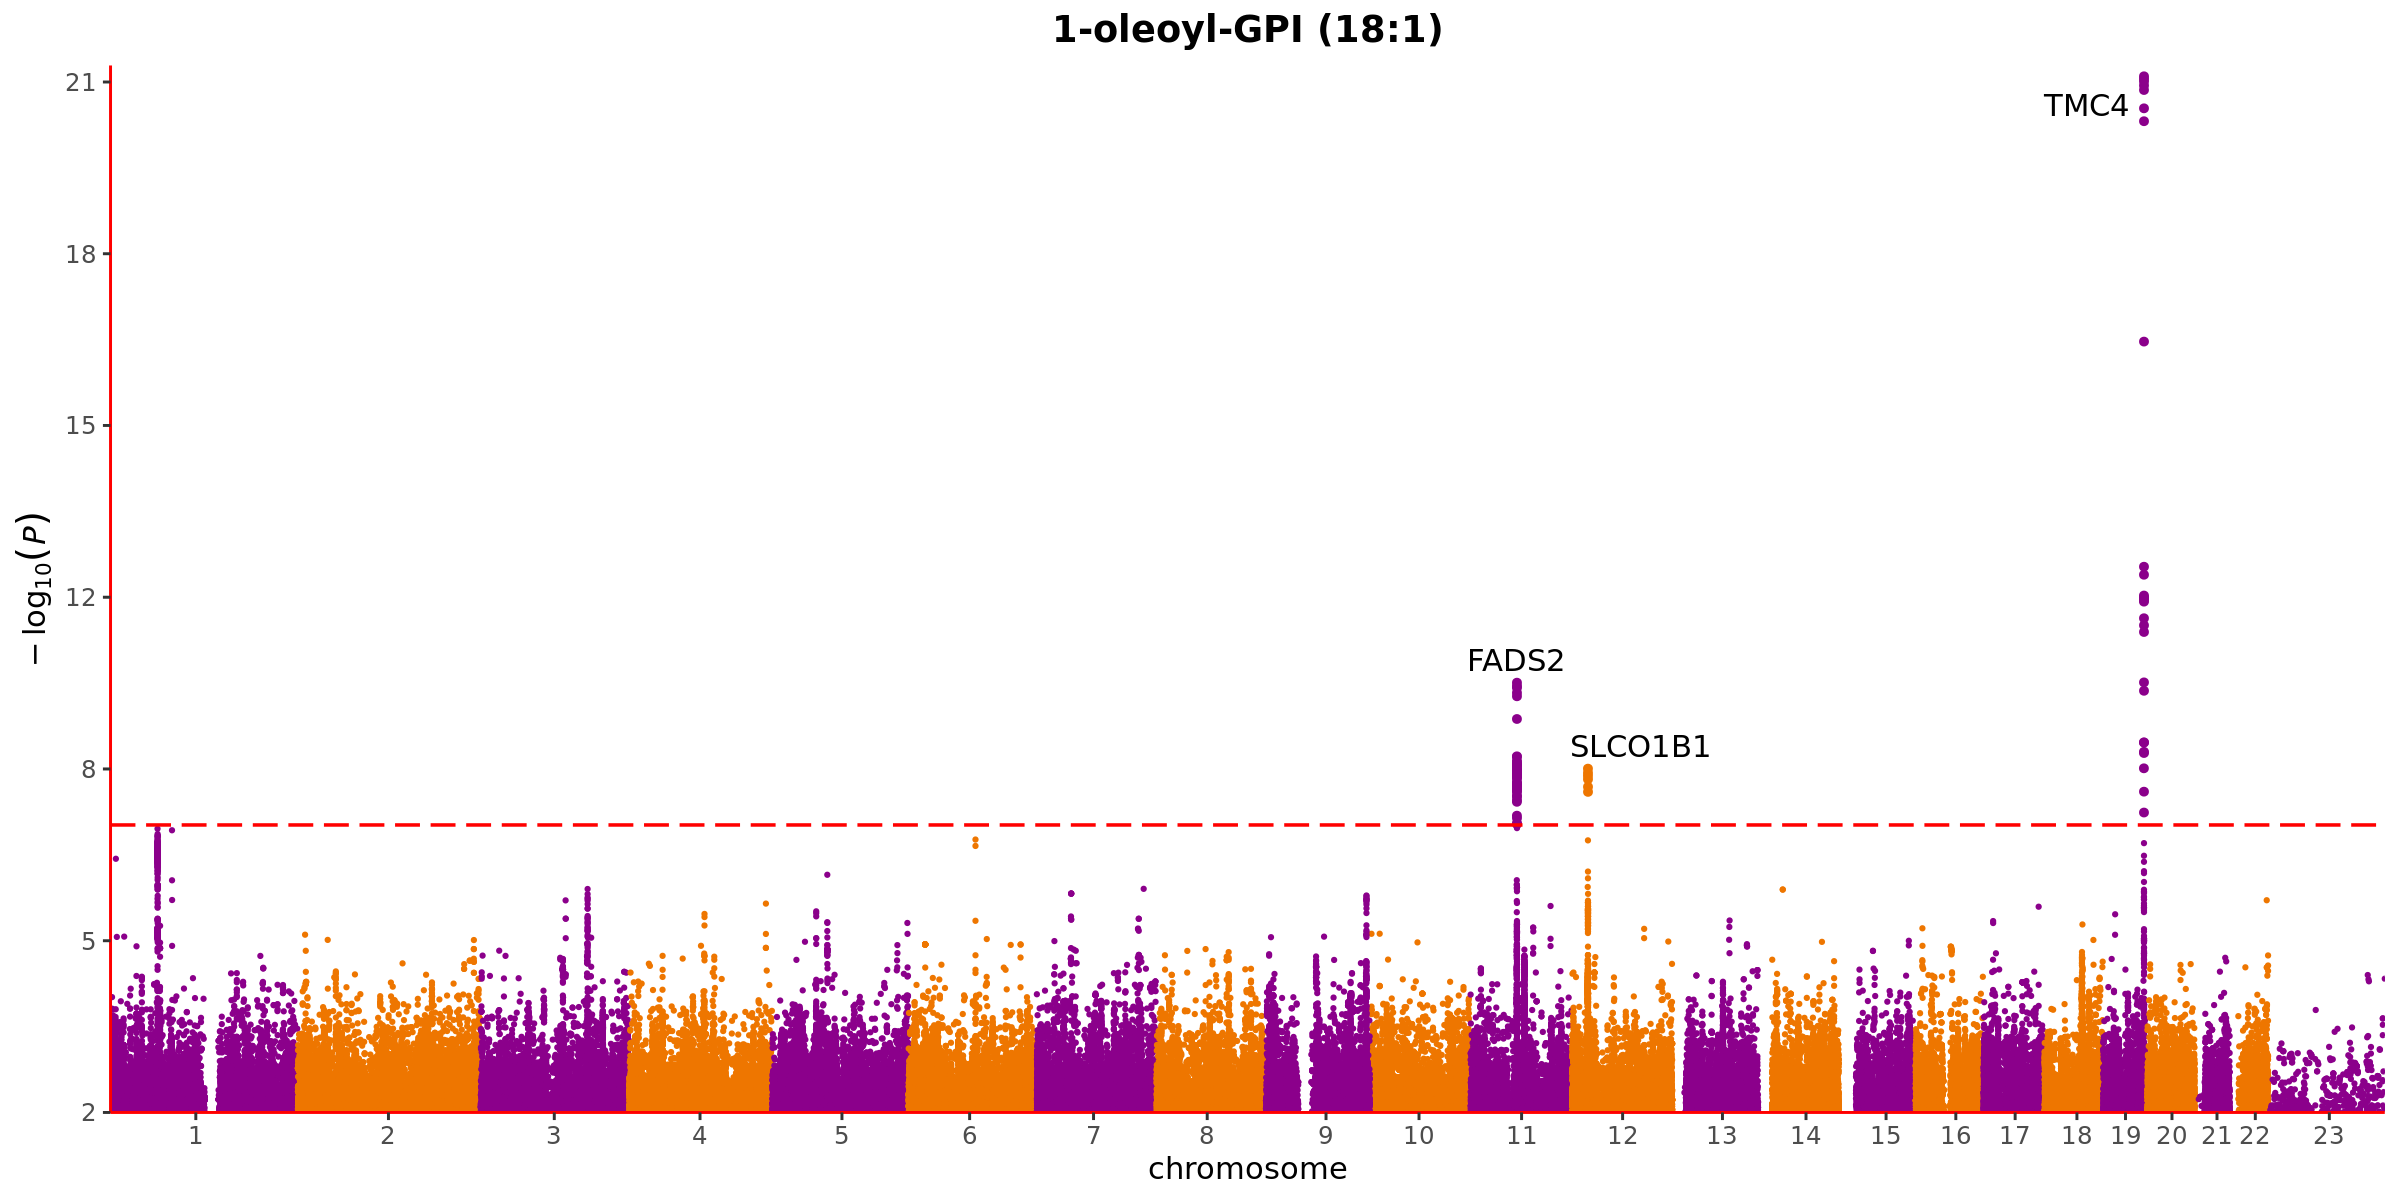 1-oleoyl-GPI (18:1)
21
TMC4
18
15
12
FADS2
SLCO1B1
8
5
2
− log10(P)
1 2 3 4 5 6 7 8 9 10 11 12 13 14 15 16 17 18 19 20 21 22 23
chromosome